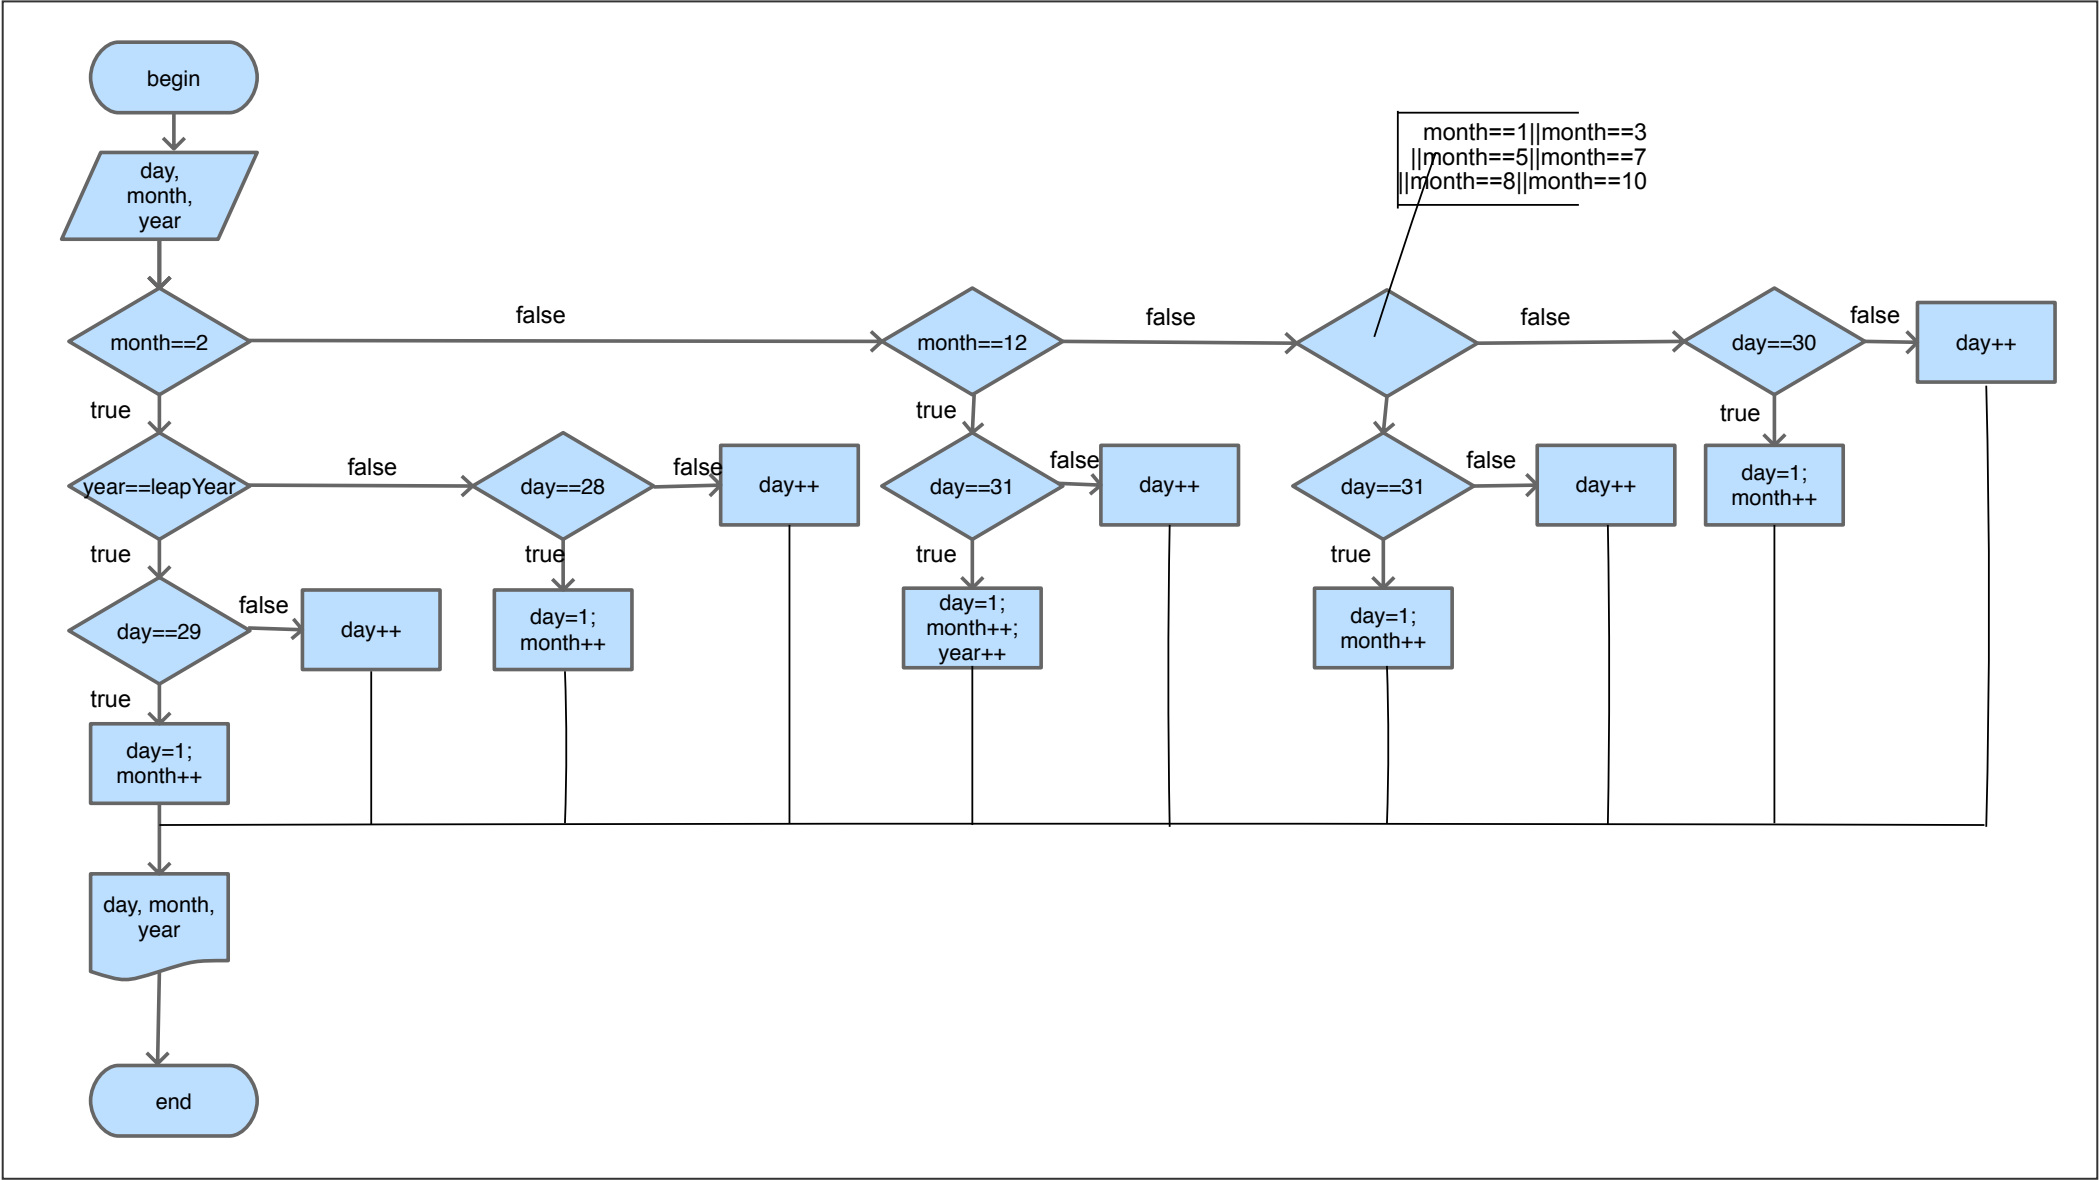 begin
day,
month,
year
month==1||month==3
||month==5||month==7
||month==8||month==10
month==2
false
month==12
false
false
day==30
false
day++
true
true
true
year==leapYear
false
day==28
false
day++
day==31
false
day++
day==31
false
day++
day=1;
month++
true
true
true
true
day==29
false
day++
day=1;
month++
day=1;
month++;
year++
day=1;
month++
true
day=1;
month++
day, month,
year
end